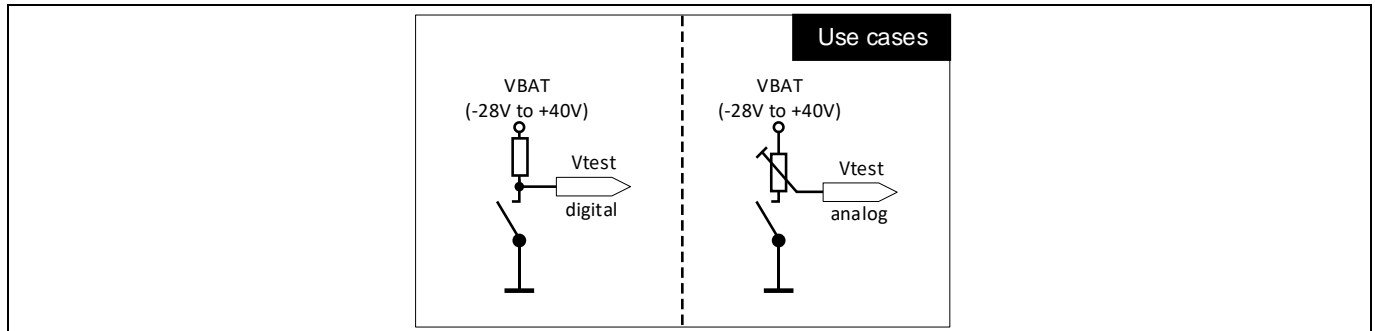 Use cases
VBAT
(-28V to +40V)
Vtest
digital
VBAT
(-28V to +40V)
Vtest
analog